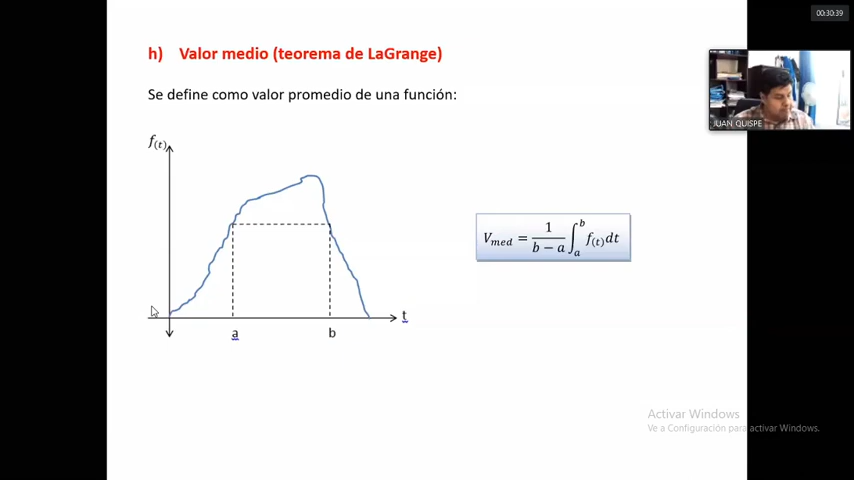 00:30:39
h) Valor medio (teorema de LaGrange)
Se define como valor promedio de una función:
JUAN QUISPE
f(t)
V_med = 1/(b − a) ∫_a^b f(t) dt
t
a
b
Activar Windows
Ve a Configuración para activar Windows.